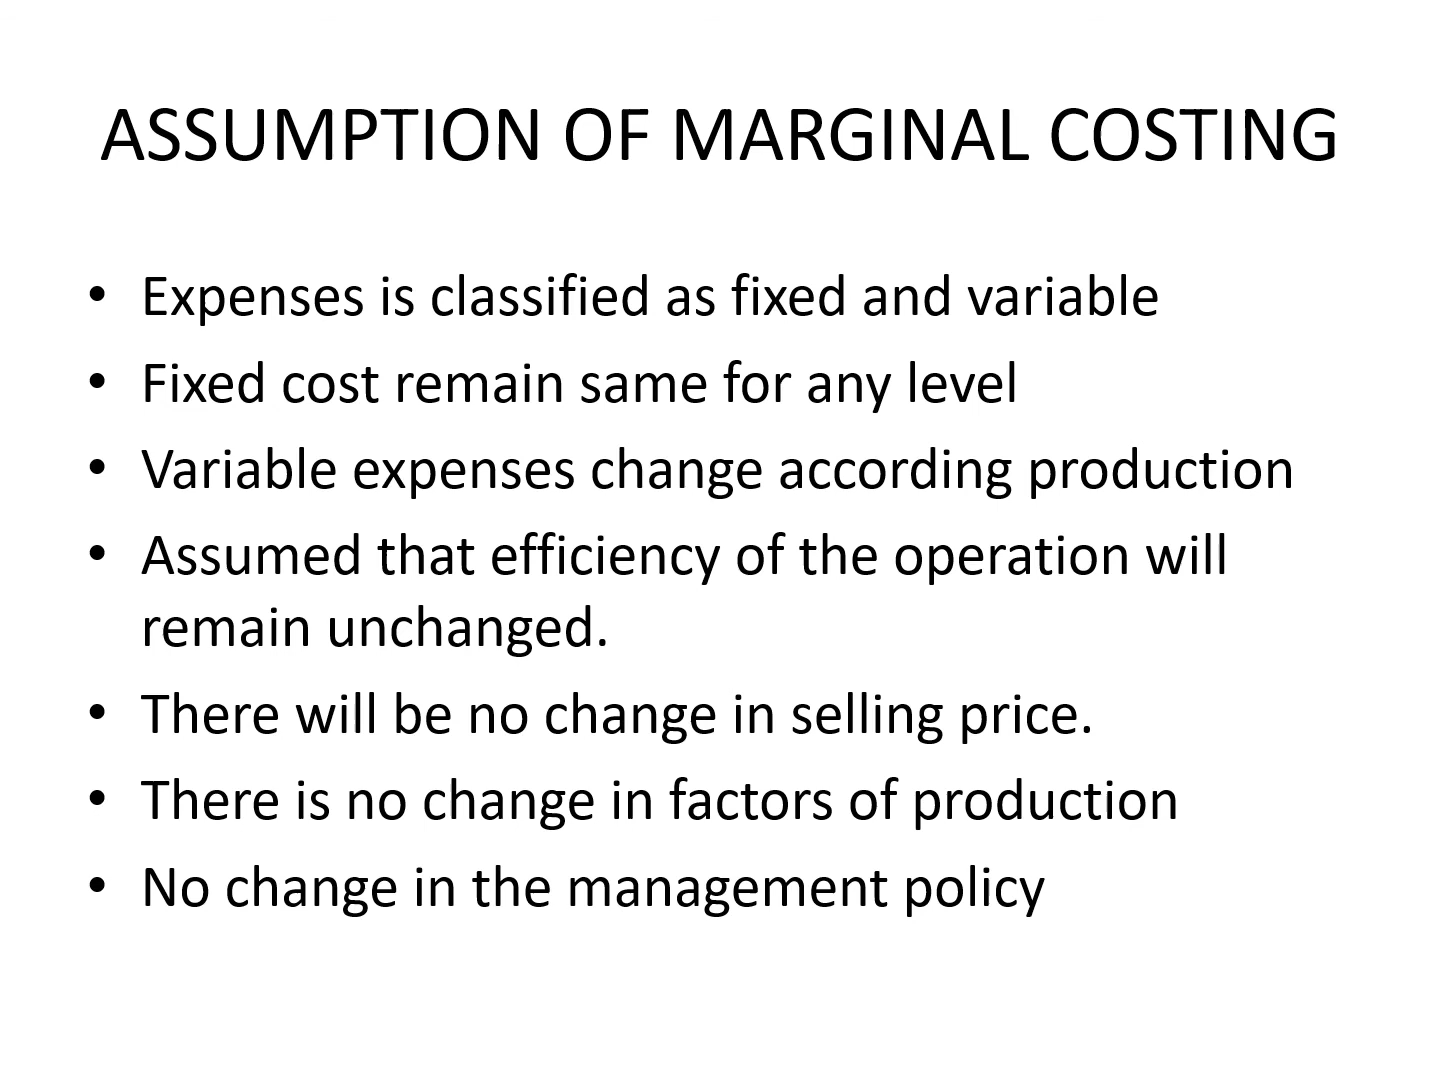 ASSUMPTION OF MARGINAL COSTING
• Expenses is classified as fixed and variable
• Fixed cost remain same for any level
• Variable expenses change according production
• Assumed that efficiency of the operation will
remain unchanged.
• There will be no change in selling price.
• There is no change in factors of production
• No change in the management policy